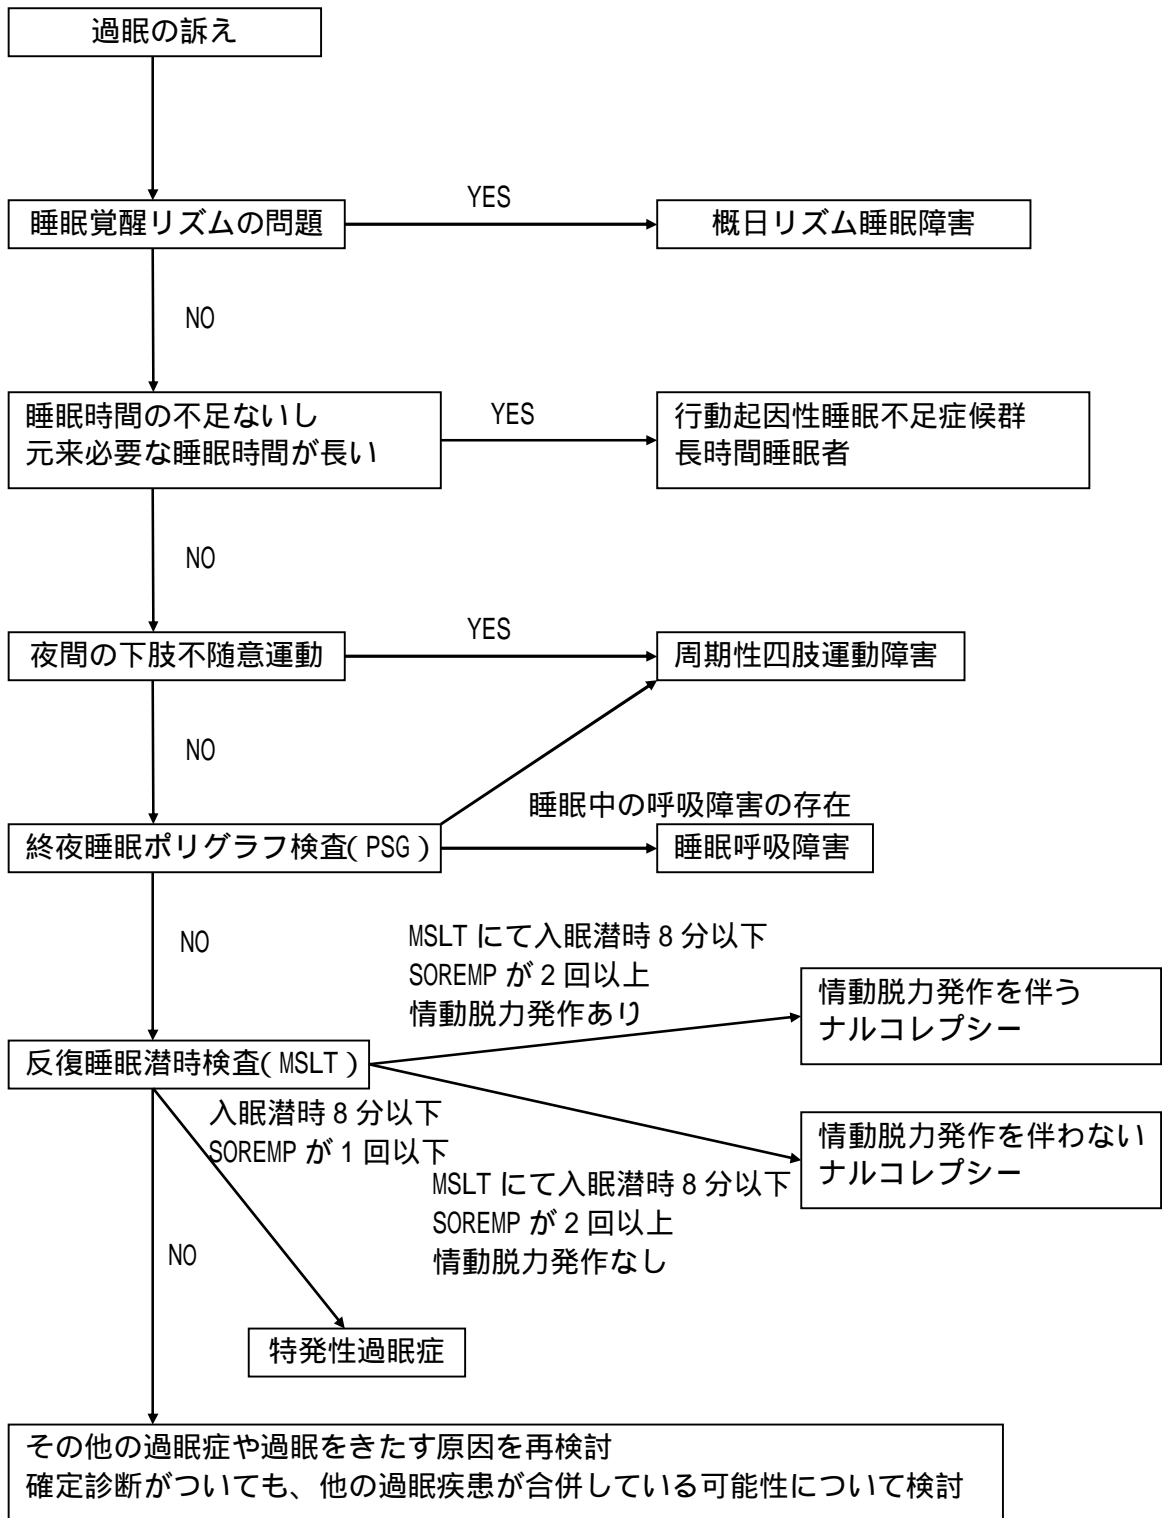 過眠の訴え
睡眠覚醒リズムの問題
YES
概日リズム睡眠障害
NO
睡眠時間の不足ないし
元来必要な睡眠時間が長い
YES
行動起因性睡眠不足症候群
長時間睡眠者
NO
夜間の下肢不随意運動
YES
周期性四肢運動障害
NO
睡眠中の呼吸障害の存在
終夜睡眠ポリグラフ検査(PSG)
睡眠呼吸障害
NO
MSLT にて入眠潜時 8 分以下
SOREMP が 2 回以上
情動脱力発作あり
情動脱力発作を伴う
ナルコレプシー
反復睡眠潜時検査(MSLT)
入眠潜時 8 分以下
SOREMP が 1 回以下
MSLT にて入眠潜時 8 分以下
SOREMP が 2 回以上
情動脱力発作なし
情動脱力発作を伴わない
ナルコレプシー
NO
特発性過眠症
その他の過眠症や過眠をきたす原因を再検討
確定診断がついても、他の過眠疾患が合併している可能性について検討